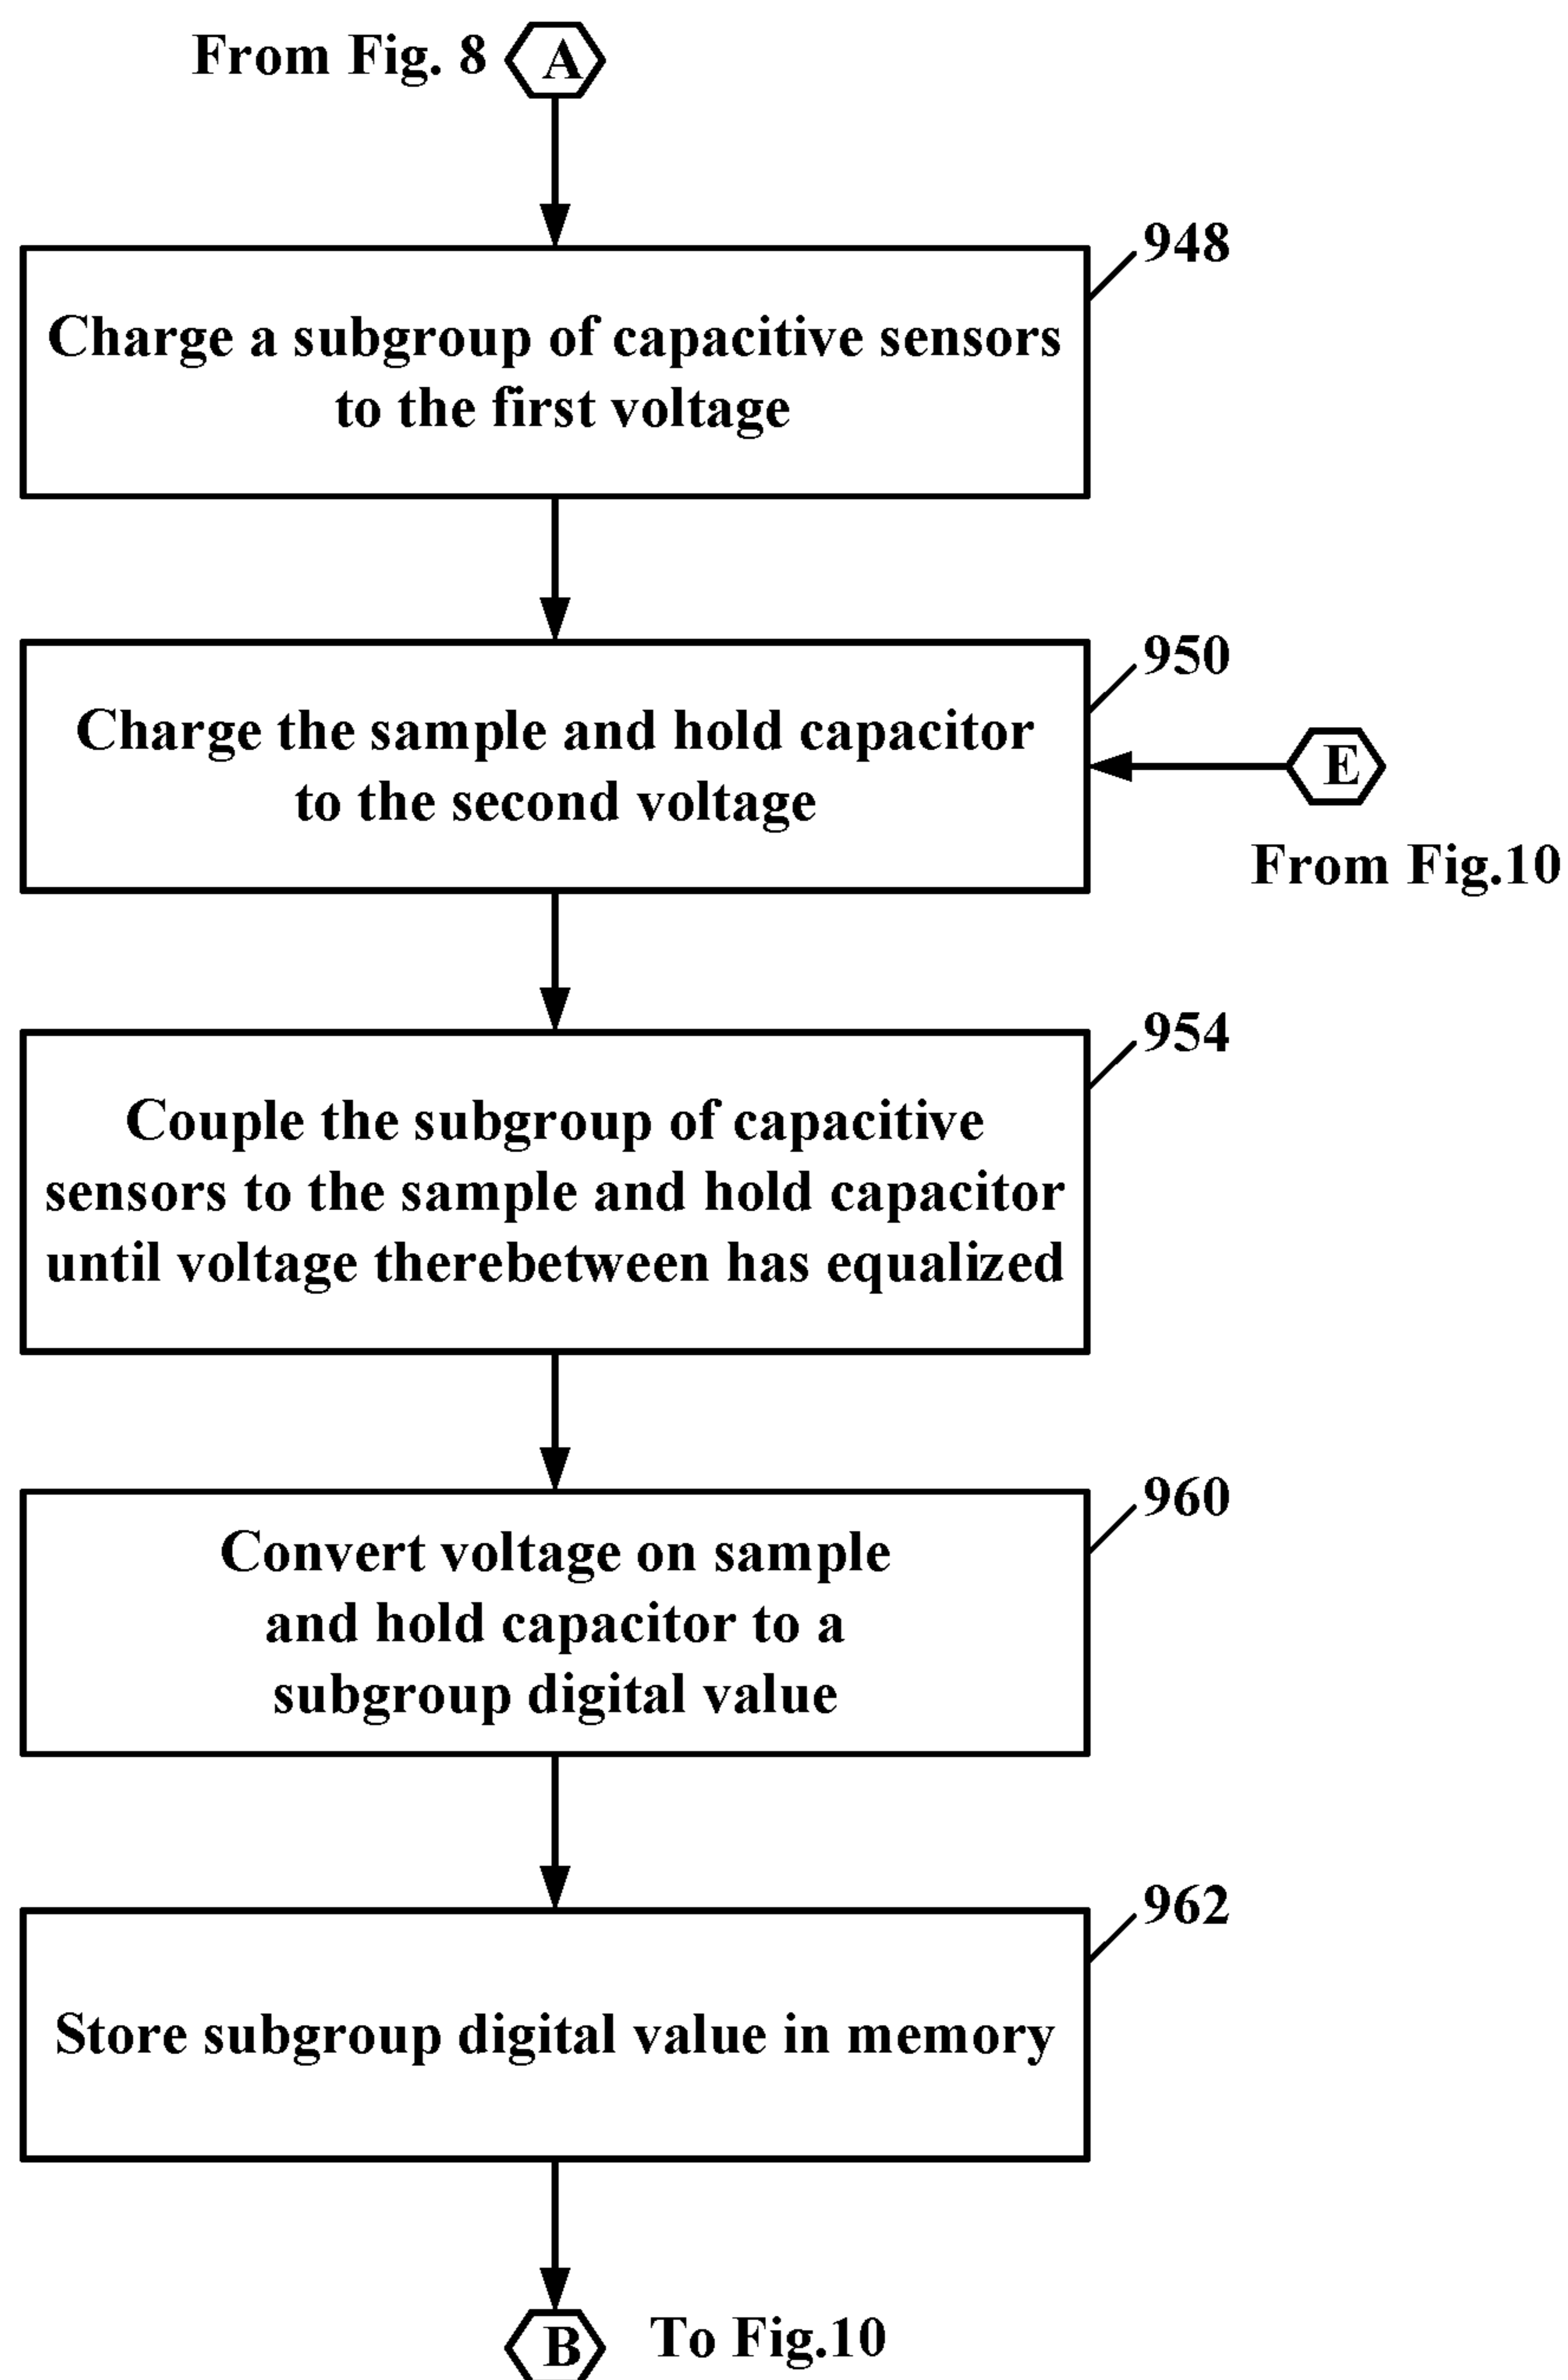 From Fig. 8 A
948
Charge a subgroup of capacitive sensors
to the first voltage
950
Charge the sample and hold capacitor
to the second voltage
E
From Fig.10
954
Couple the subgroup of capacitive
sensors to the sample and hold capacitor
until voltage therebetween has equalized
960
Convert voltage on sample
and hold capacitor to a
subgroup digital value
962
Store subgroup digital value in memory
B To Fig.10